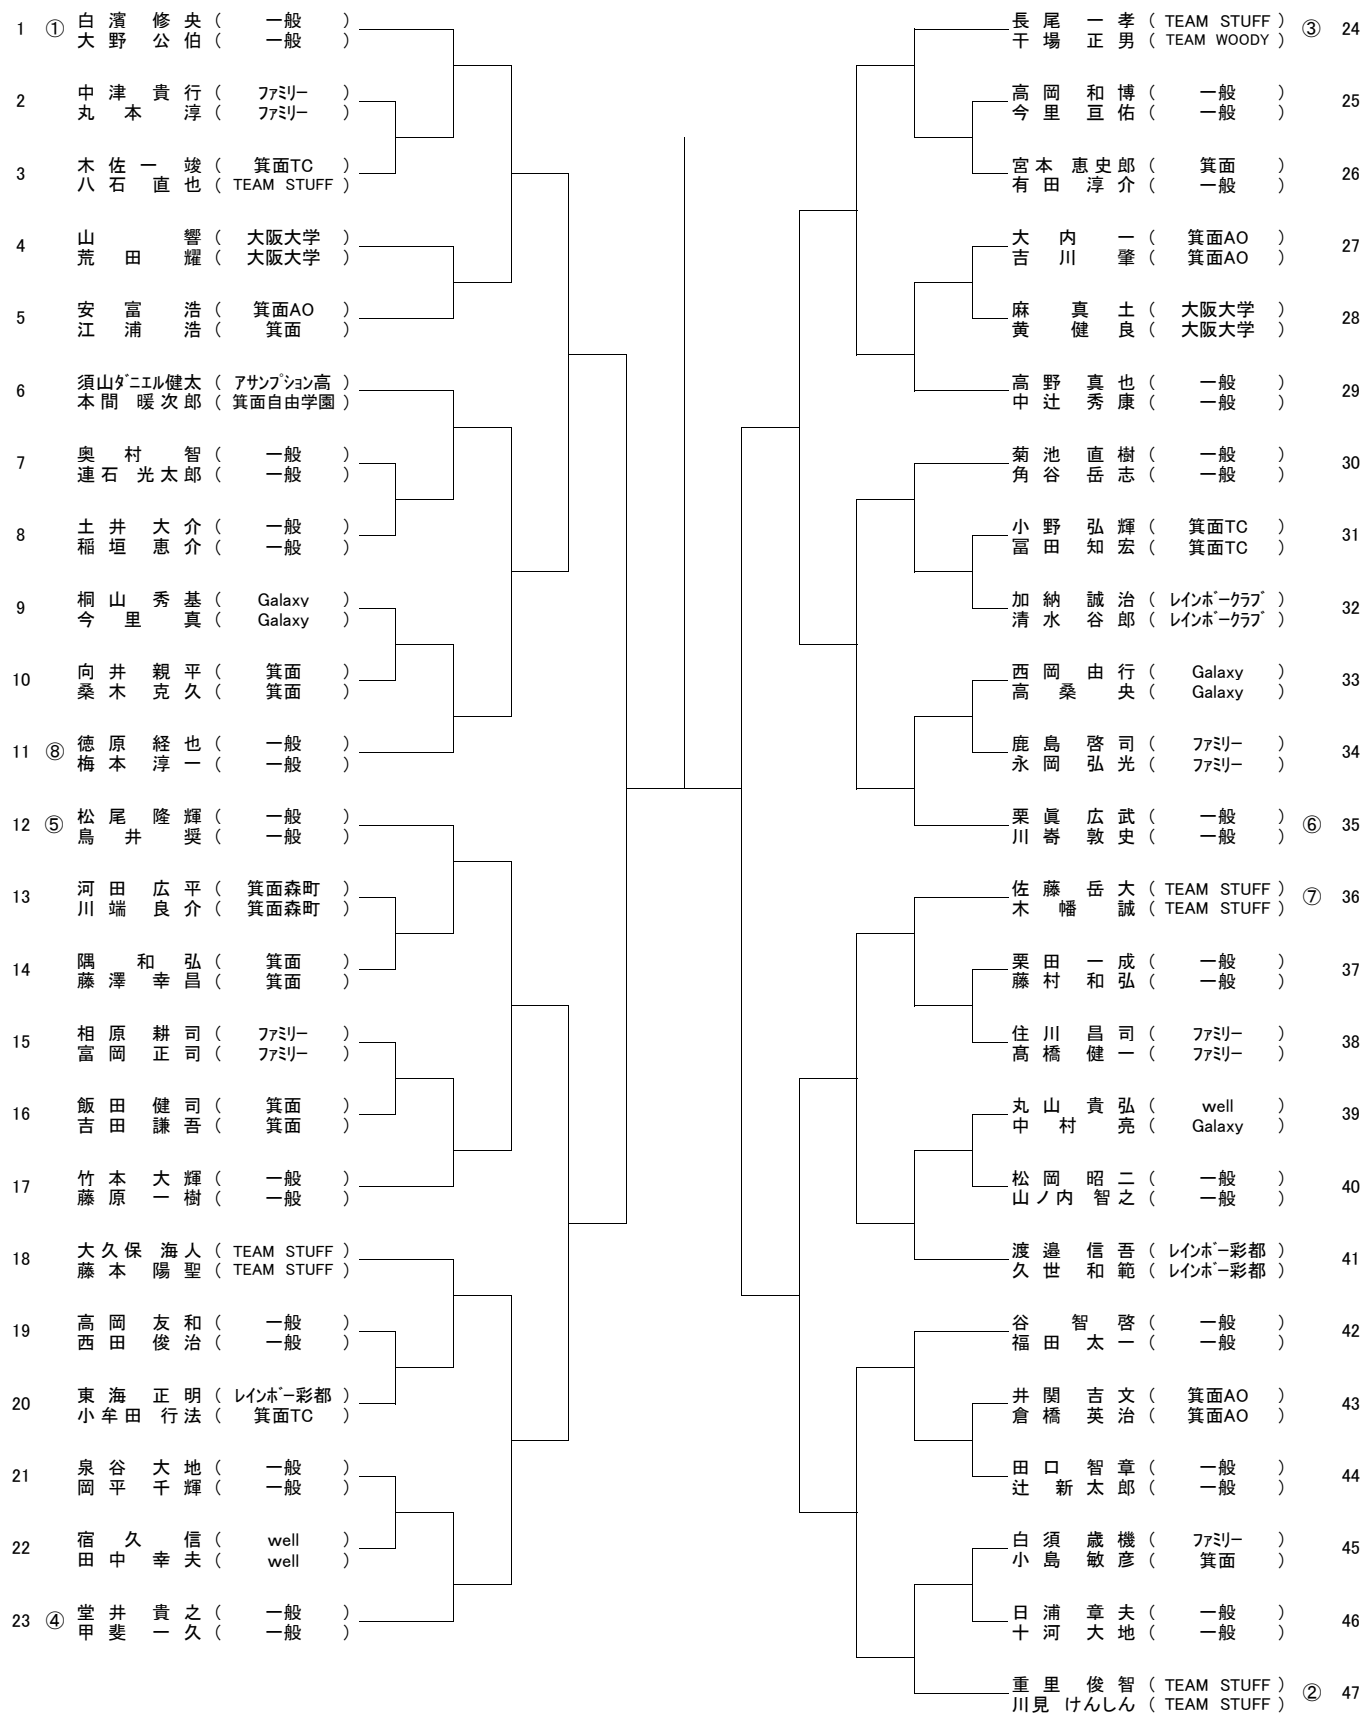 1 ① 白濱 修央 ( 一般 )
大野 公伯 ( 一般 )
2 中津 貴行 ( ファミリー )
丸本 淳 ( ファミリー )
3 木佐一 竣 ( 箕面TC )
八石 直也 ( TEAM STUFF )
4 山 響 ( 大阪大学 )
荒田 耀 ( 大阪大学 )
5 安富 浩 ( 箕面AO )
江浦 浩 ( 箕面 )
6 須山ダニエル健太 ( アサンプション高 )
本間 暖次郎 ( 箕面自由学園 )
7 奥村 智 ( 一般 )
連石 光太郎 ( 一般 )
8 土井 大介 ( 一般 )
稲垣 恵介 ( 一般 )
9 桐山 秀基 ( Galaxy )
今里 真 ( Galaxy )
10 向井 親平 ( 箕面 )
桑木 克久 ( 箕面 )
11 ⑧ 徳原 経也 ( 一般 )
梅本 淳一 ( 一般 )
12 ⑤ 松尾 隆輝 ( 一般 )
鳥井 奨 ( 一般 )
13 河田 広平 ( 箕面森町 )
川端 良介 ( 箕面森町 )
14 隅 和弘 ( 箕面 )
藤澤 幸昌 ( 箕面 )
15 相原 耕司 ( ファミリー )
富岡 正司 ( ファミリー )
16 飯田 健司 ( 箕面 )
吉田 謙吾 ( 箕面 )
17 竹本 大輝 ( 一般 )
藤原 一樹 ( 一般 )
18 大久保 海人 ( TEAM STUFF )
藤本 陽聖 ( TEAM STUFF )
19 高岡 友和 ( 一般 )
西田 俊治 ( 一般 )
20 東海 正明 ( レインボー彩都 )
小牟田 行法 ( 箕面TC )
21 泉谷 大地 ( 一般 )
岡平 千輝 ( 一般 )
22 宿久 信 ( well )
田中 幸夫 ( well )
23 ④ 堂井 貴之 ( 一般 )
甲斐 一久 ( 一般 )
長尾 一孝 ( TEAM STUFF ) ③ 24
干場 正男 ( TEAM WOODY )
高岡 和博 ( 一般 ) 25
今里 亘佑 ( 一般 )
宮本 恵史郎 ( 箕面 ) 26
有田 淳介 ( 一般 )
大内 一 ( 箕面AO ) 27
吉川 肇 ( 箕面AO )
麻 真土 ( 大阪大学 ) 28
黄 健良 ( 大阪大学 )
高野 真也 ( 一般 ) 29
中辻 秀康 ( 一般 )
菊池 直樹 ( 一般 ) 30
角谷 岳志 ( 一般 )
小野 弘輝 ( 箕面TC ) 31
冨田 知宏 ( 箕面TC )
加納 誠治 ( レインボークラブ ) 32
清水 谷郎 ( レインボークラブ )
西岡 由行 ( Galaxy ) 33
高桑 央 ( Galaxy )
鹿島 啓司 ( ファミリー ) 34
永岡 弘光 ( ファミリー )
栗眞 広武 ( 一般 ) ⑥ 35
川嵜 敦史 ( 一般 )
佐藤 岳大 ( TEAM STUFF ) ⑦ 36
木幡 誠 ( TEAM STUFF )
栗田 一成 ( 一般 ) 37
藤村 和弘 ( 一般 )
住川 昌司 ( ファミリー ) 38
髙橋 健一 ( ファミリー )
丸山 貴弘 ( well ) 39
中村 亮 ( Galaxy )
松岡 昭二 ( 一般 ) 40
山ノ内 智之 ( 一般 )
渡邉 信吾 ( レインボー彩都 ) 41
久世 和範 ( レインボー彩都 )
谷 智啓 ( 一般 ) 42
福田 太一 ( 一般 )
井関 吉文 ( 箕面AO ) 43
倉橋 英治 ( 箕面AO )
田口 智章 ( 一般 ) 44
辻 新太郎 ( 一般 )
白須 歳機 ( ファミリー ) 45
小島 敏彦 ( 箕面 )
日浦 章夫 ( 一般 ) 46
十河 大地 ( 一般 )
重里 俊智 ( TEAM STUFF ) ② 47
川見 けんしん ( TEAM STUFF )